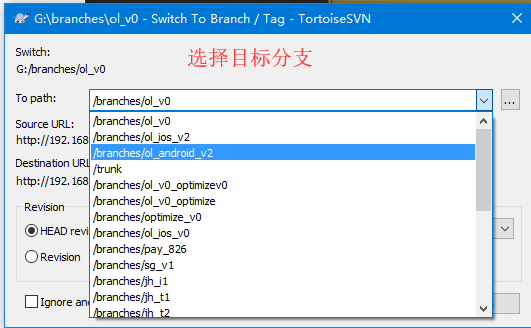 G:\branches\ol_v0 - Switch To Branch / Tag - TortoiseSVN
Switch:
G:/branches/ol_v0
选择目标分支
To path:
/branches/ol_v0
...
/branches/ol_v0
/branches/ol_ios_v2
/branches/ol_android_v2
/trunk
/branches/ol_v0_optimizev0
/branches/ol_v0_optimize
/branches/optimize_v0
/branches/ol_ios_v0
/branches/pay_826
/branches/sg_v1
/branches/jh_i1
/branches/jh_t1
/branches/jh_t2
Source URL:
http://192.168
Destination URL
http://192.168
Revision
HEAD revi
Revision
Ignore an